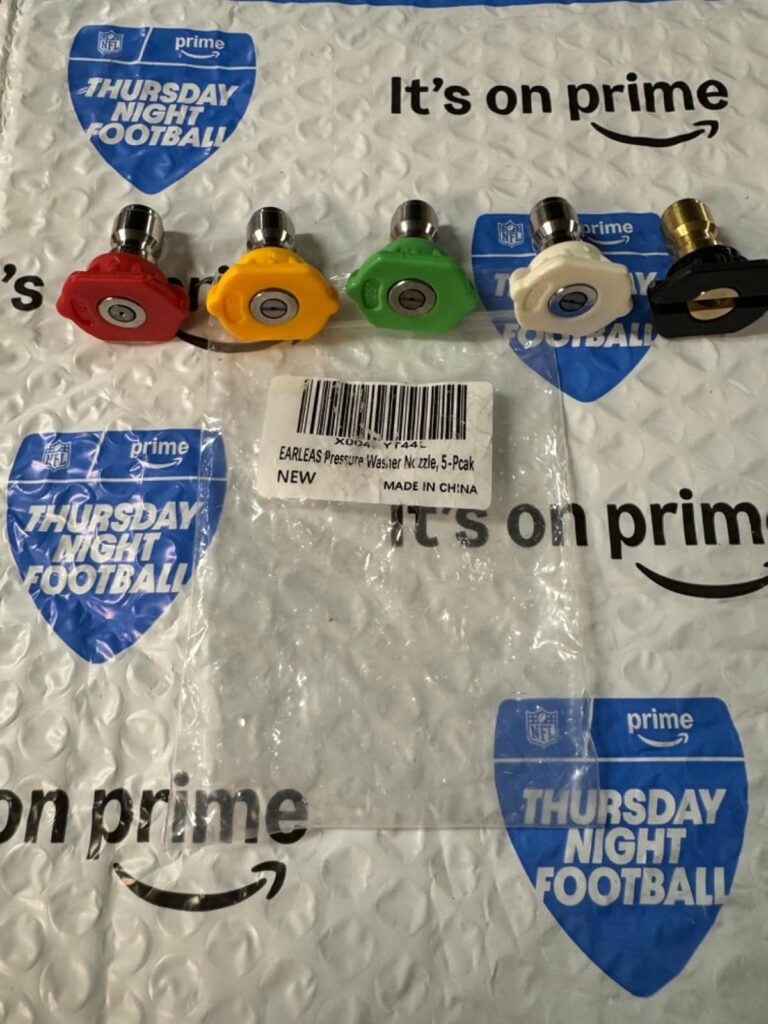 NFL prime
THURSDAY
NIGHT
FOOTBALL
It's on prime
NFL prime
THURSDAY
FOOTBALL
's
EARLEAS Pressure Washer Nozzle, 5-Pcak
NEW MADE IN CHINA
NFL prime
THURSDAY
NIGHT
FOOTBALL
It's on prime
NFL prime
THURSDAY
NIGHT
FOOTBALL
on prime